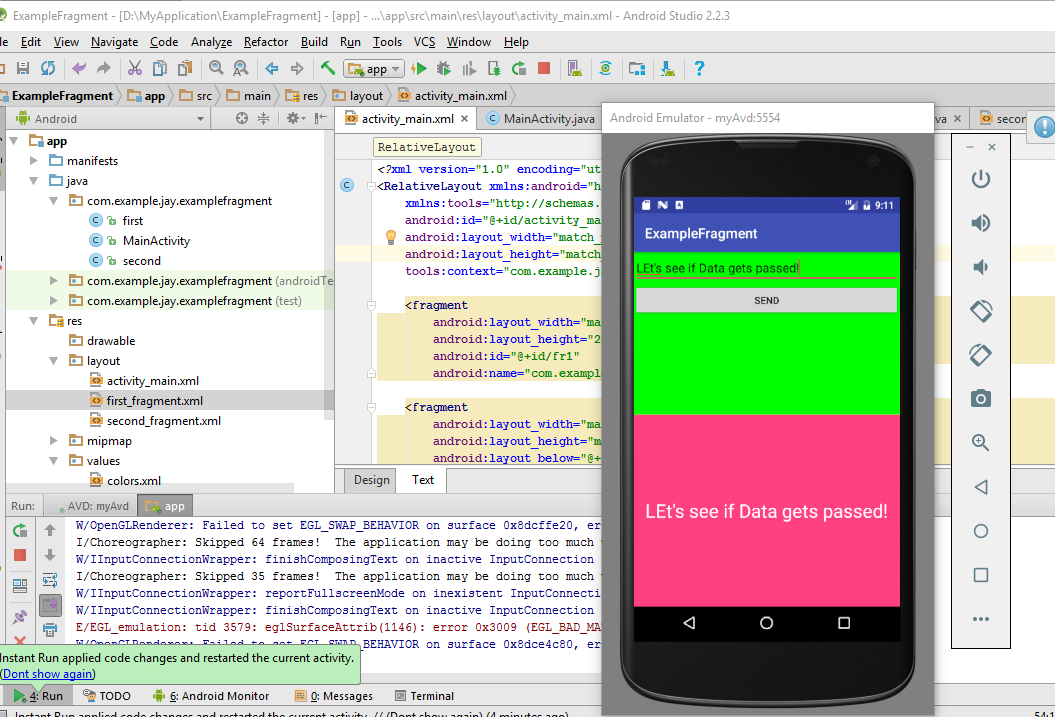 ExampleFragment - [D:\MyApplication\ExampleFragment] - [app] - ...\app\src\main\res\layout\activity_main.xml - Android Studio 2.2.3
le Edit View Navigate Code Analyze Refactor Build Run Tools VCS Window Help
app
ExampleFragment app src main res layout activity_main.xml
Android
activity_main.xml MainActivity.java
va secon
RelativeLayout
app
manifests
java
com.example.jay.examplefragment
first
MainActivity
second
com.example.jay.examplefragment (androidTe
com.example.jay.examplefragment (test)
res
drawable
layout
activity_main.xml
first_fragment.xml
second_fragment.xml
mipmap
values
colors.xml
<?xml version="1.0" encoding="ut
<RelativeLayout xmlns:android="h
xmlns:tools="http://schemas.
android:id="@+id/activity_ma
android:layout_width="match_
android:layout_height="match
tools:context="com.example.j
<fragment
android:layout_width="ma
android:layout_height="2
android:id="@+id/fr1"
android:name="com.exampl
<fragment
android:layout_width="ma
android:layout_height="m
android:layout_below="@+
Design Text
Android Emulator - myAvd:5554
9:11
ExampleFragment
LEt's see if Data gets passed!
SEND
LEt's see if Data gets passed!
Run: AVD: myAvd app
W/OpenGLRenderer: Failed to set EGL_SWAP_BEHAVIOR on surface 0x8dcffe20, er
I/Choreographer: Skipped 64 frames! The application may be doing too much
W/IInputConnectionWrapper: finishComposingText on inactive InputConnection
I/Choreographer: Skipped 35 frames! The application may be doing too much
W/IInputConnectionWrapper: reportFullscreenMode on inexistent InputConnection
W/IInputConnectionWrapper: finishComposingText on inactive InputConnection
E/EGL_emulation: tid 3579: eglSurfaceAttrib(1146): error 0x3009 (EGL_BAD_MA
W/OpenGLRenderer: Failed to set EGL_SWAP_BEHAVIOR on surface 0x8dce4c80, er
Instant Run applied code changes and restarted the current activity.
(Dont show again)
4: Run TODO 6: Android Monitor 0: Messages Terminal
Instant Run applied code changes and restarted the current activity. // (Dont show again) (4 minutes ago)
54:1